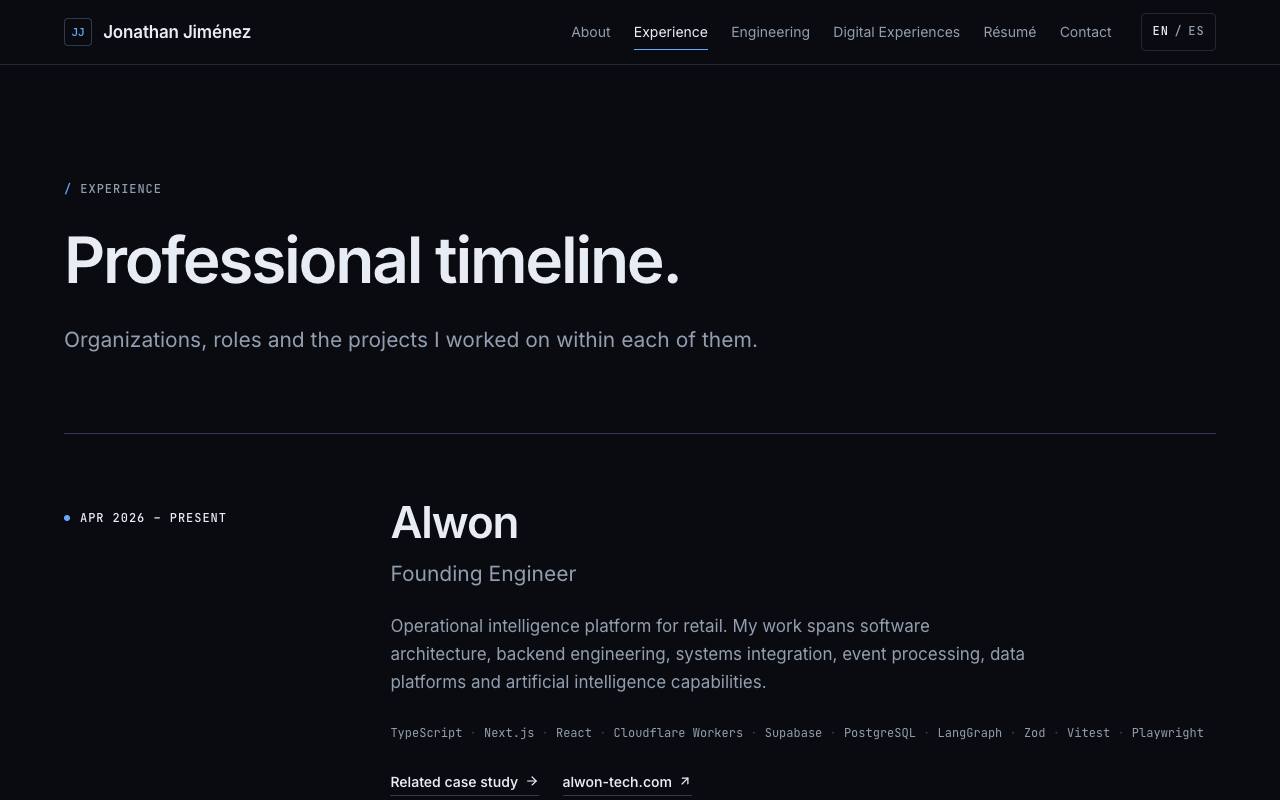 JJ Jonathan Jiménez About Experience Engineering Digital Experiences Résumé Contact EN / ES
/ EXPERIENCE
Professional timeline.
Organizations, roles and the projects I worked on within each of them.
APR 2026 – PRESENT
Alwon
Founding Engineer
Operational intelligence platform for retail. My work spans software
architecture, backend engineering, systems integration, event processing, data
platforms and artificial intelligence capabilities.
TypeScript · Next.js · React · Cloudflare Workers · Supabase · PostgreSQL · LangGraph · Zod · Vitest · Playwright
Related case study → alwon-tech.com ↗